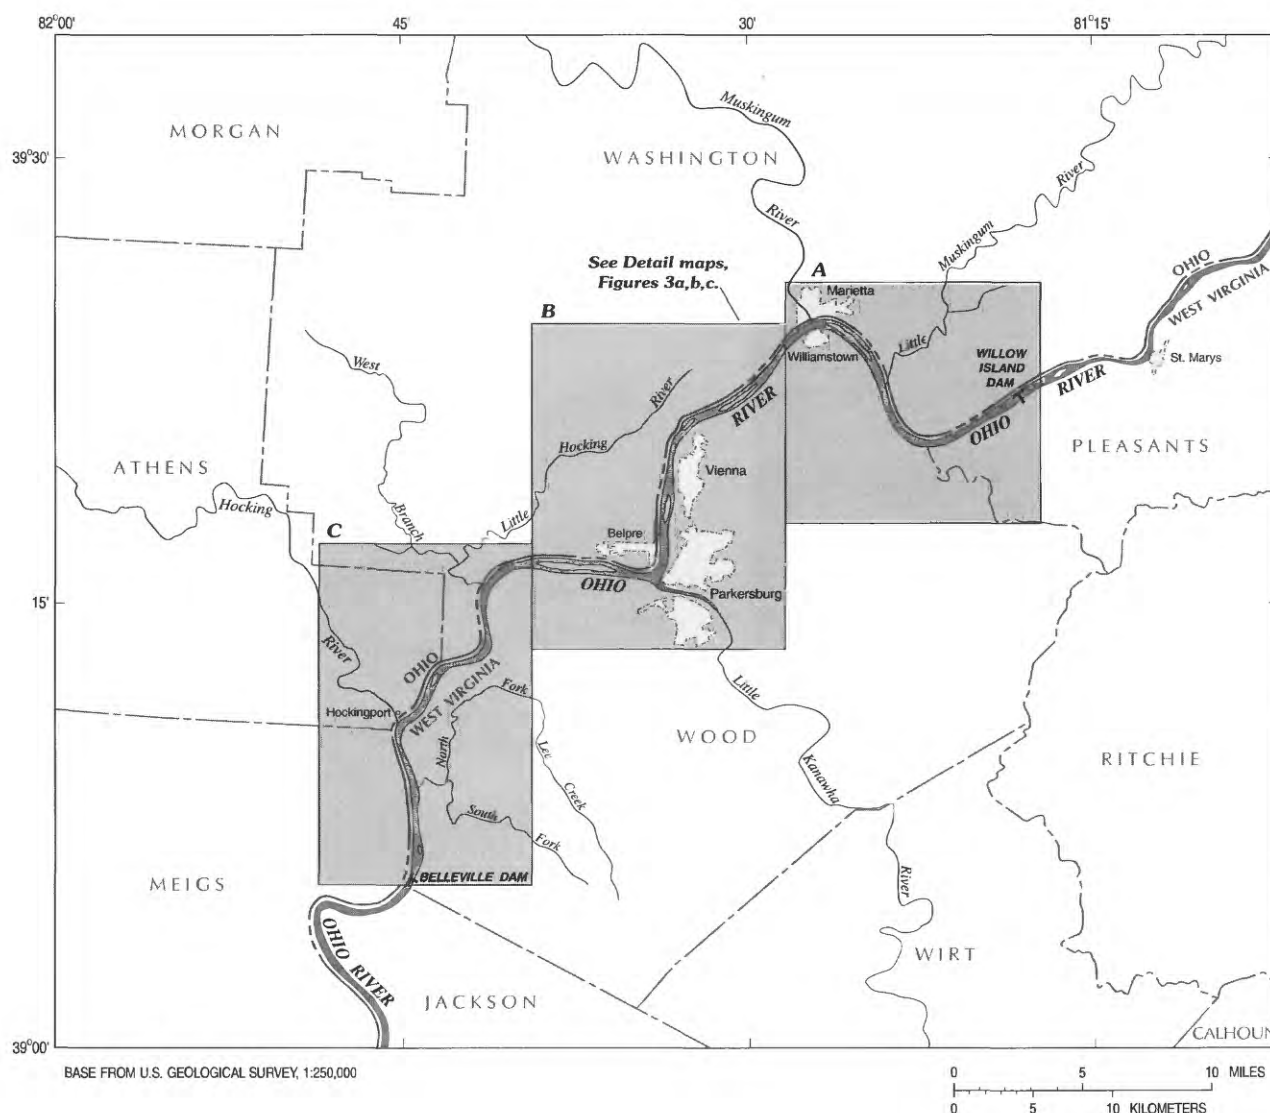 82°00'
45'
30'
81°15'
MORGAN
Muskingum
39°30'
WASHINGTON
River
River
Muskingum
See Detail maps,
Figures 3a,b,c.
A
OHIO
WEST VIRGINIA
Marietta
B
Little
Williamstown
WILLOW
ISLAND
DAM
St. Marys
RIVER
West
River
RIVER
OHIO
PLEASANTS
Hocking
ATHENS
Hocking
Vienna
Branch
Little
C
Belpre
OHIO
Parkersburg
15'
River
OHIO
WEST VIRGINIA
Fork
Little
Hockingport
North
Lee
WOOD
Kanawha
RITCHIE
Creek
South
Fork
MEIGS
BELLEVILLE DAM
River
OHIO RIVER
WIRT
JACKSON
CALHOUN
39°00'
BASE FROM U.S. GEOLOGICAL SURVEY, 1:250,000
0 5 10 MILES
0 5 10 KILOMETERS